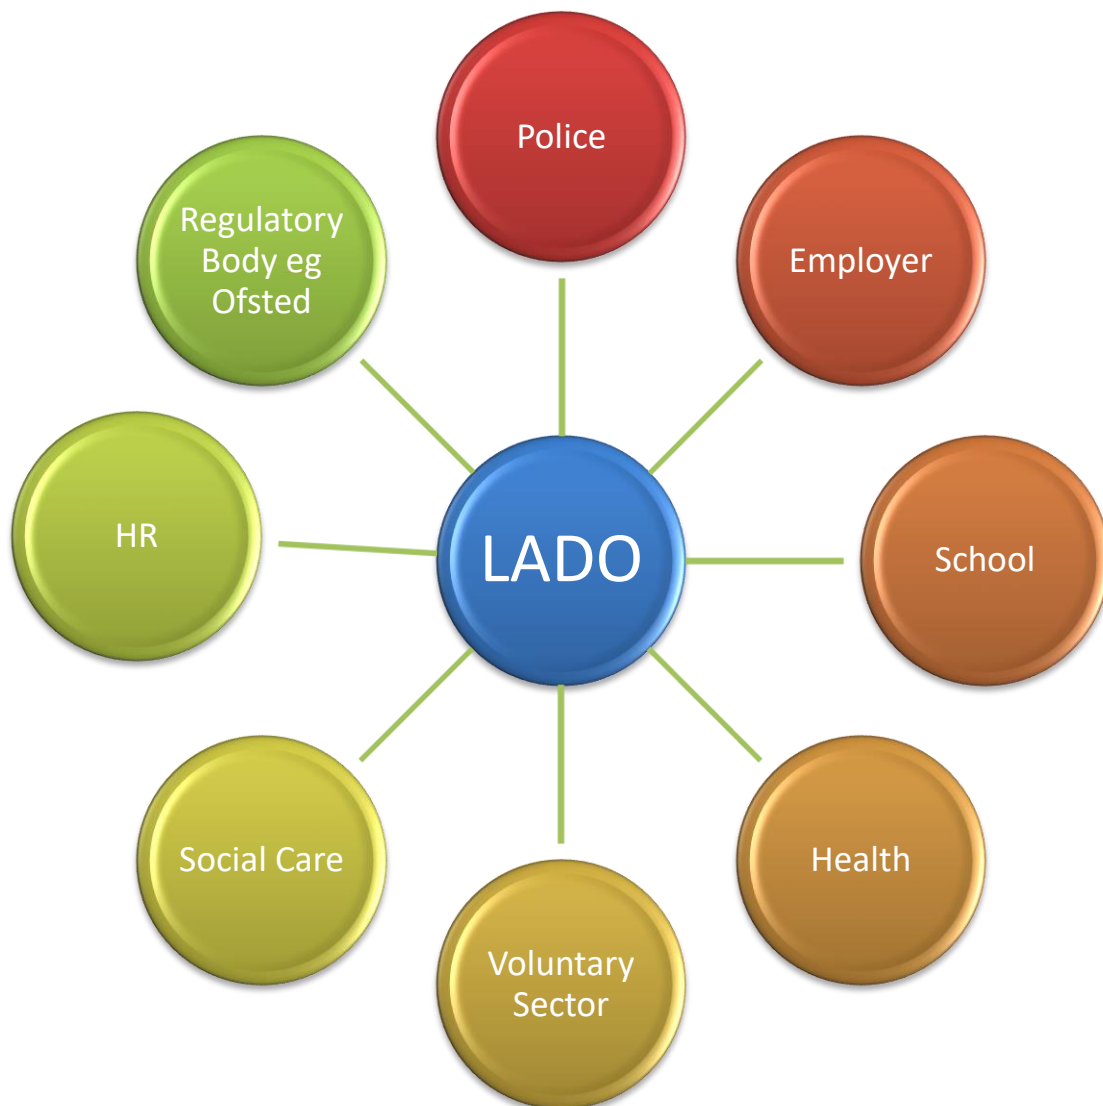 Police
Regulatory
Body eg
Ofsted
Employer
HR
LADO
School
Social Care
Health
Voluntary
Sector